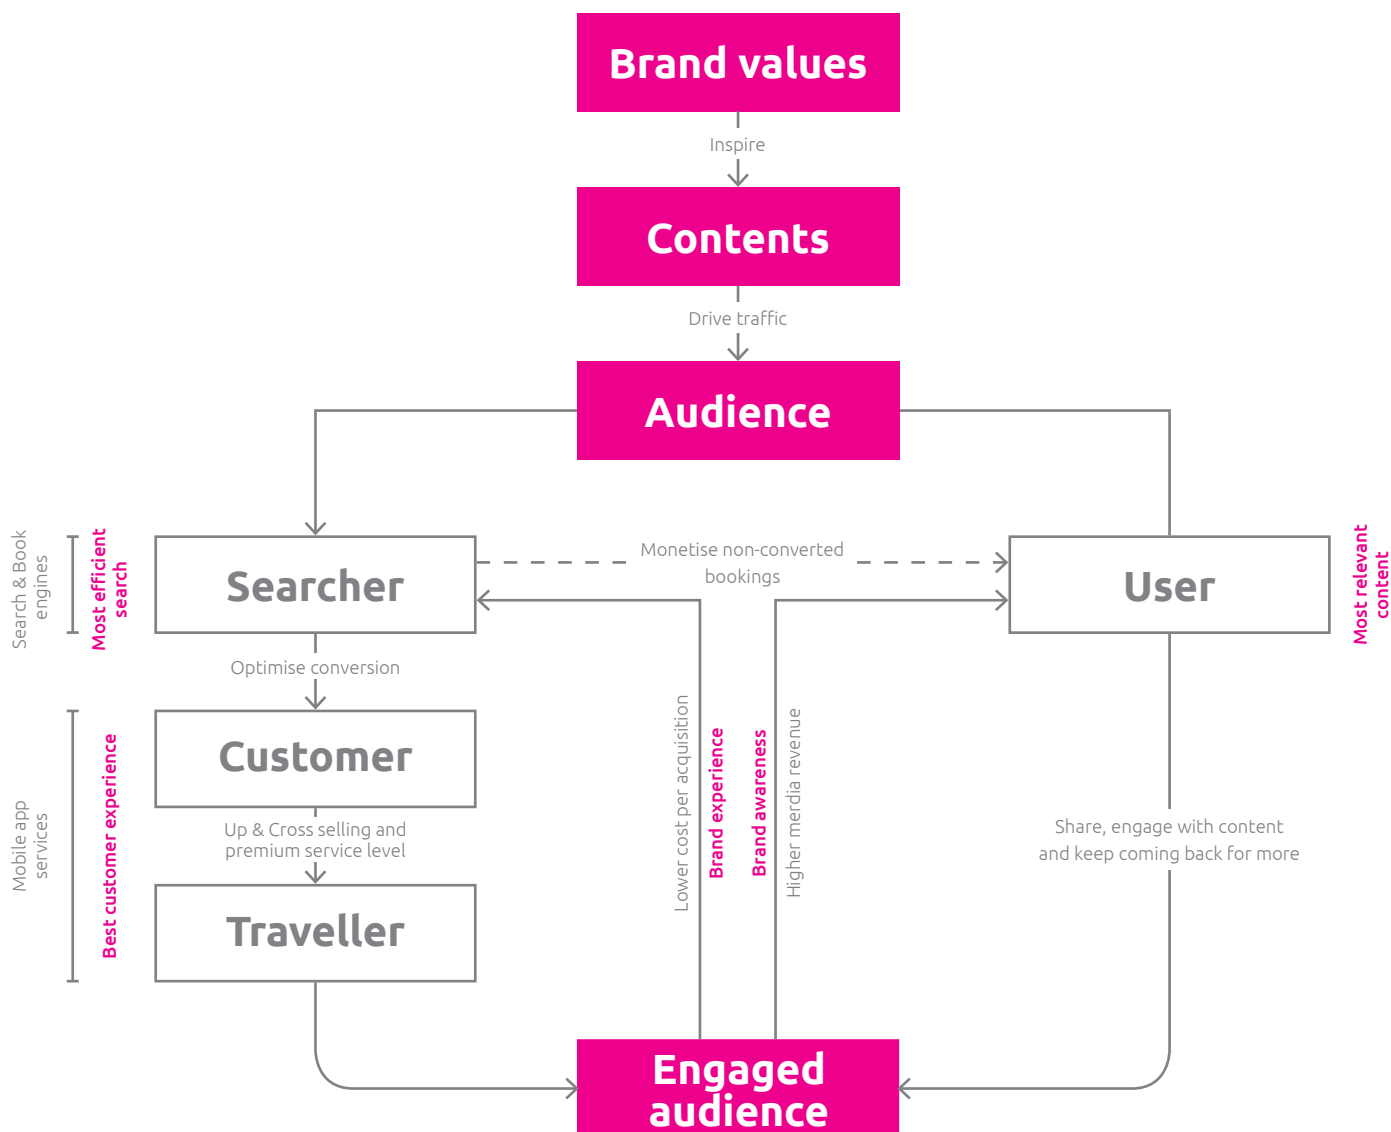 Brand values
Inspire
Contents
Drive traffic
Audience
Search & Book
engines
Most efficient
search
Searcher
Monetise non-converted
bookings
User
Most relevant
content
Optimise conversion
Mobile app
services
Best customer experience
Customer
Up & Cross selling and
premium service level
Traveller
Lower cost per acquisition
Brand experience
Brand awareness
Higher merdia revenue
Share, engage with content
and keep coming back for more
Engaged
audience